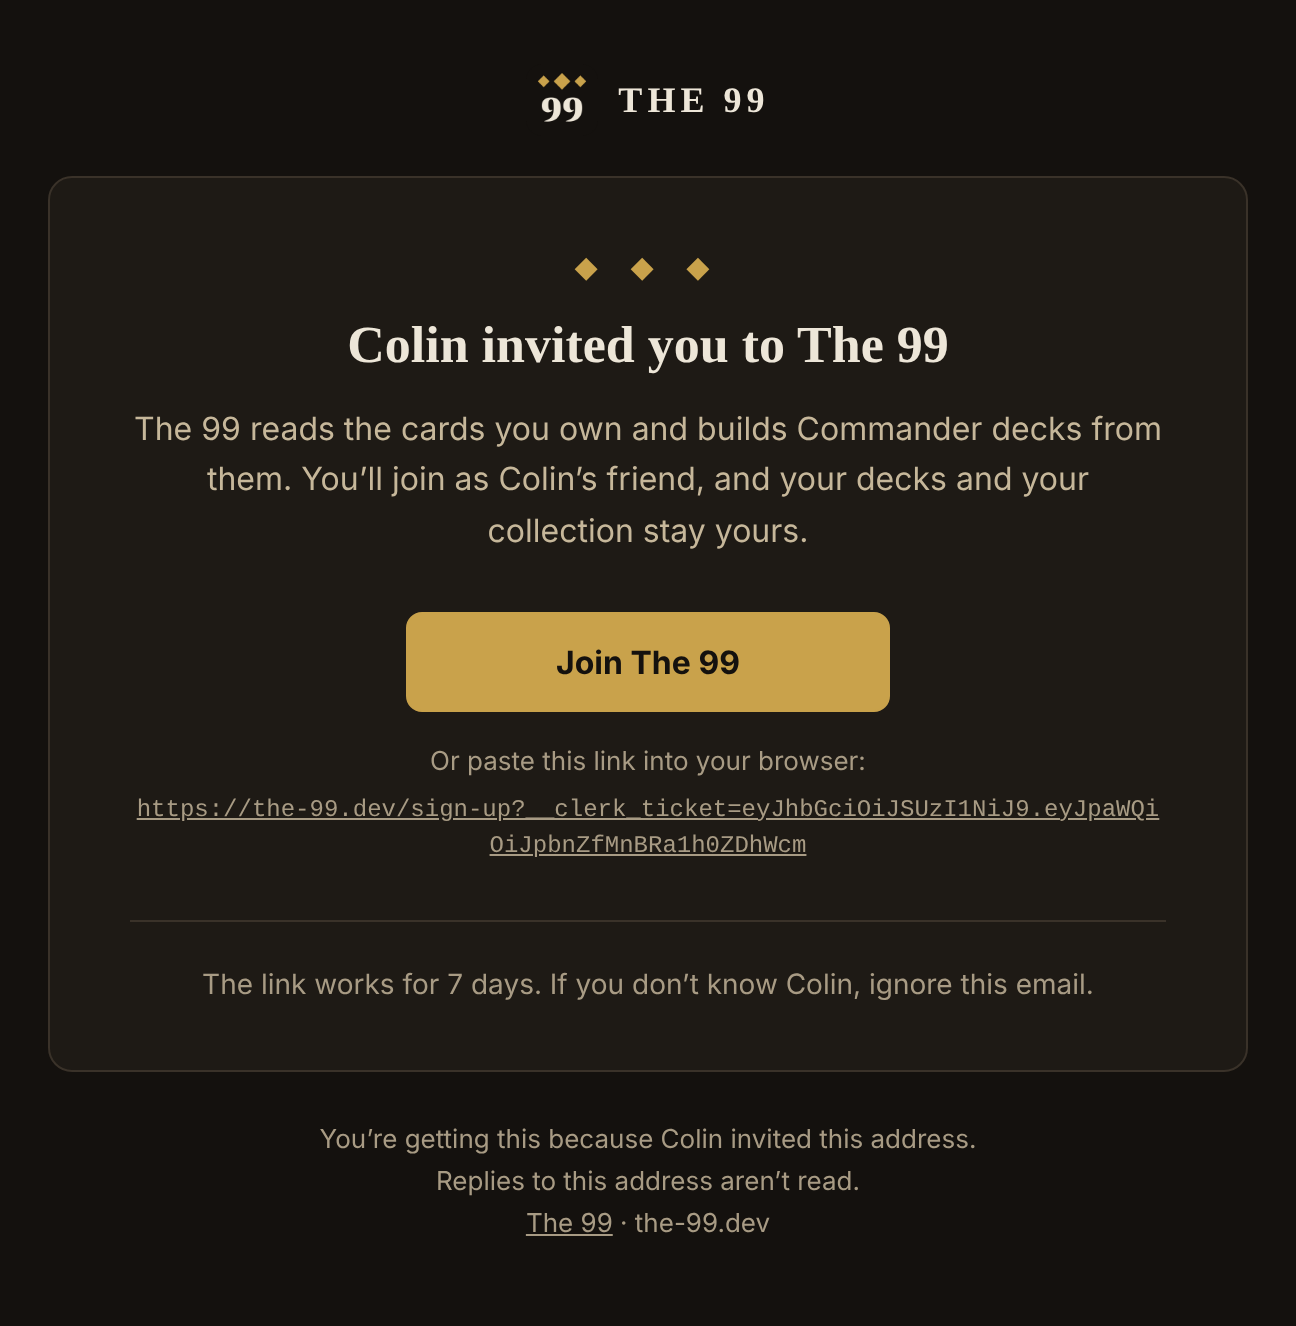 99 THE 99
Colin invited you to The 99
The 99 reads the cards you own and builds Commander decks from
them. You’ll join as Colin’s friend, and your decks and your
collection stay yours.
Join The 99
Or paste this link into your browser:
https://the-99.dev/sign-up?__clerk_ticket=eyJhbGciOiJSUzI1NiJ9.eyJpaWQi
OiJpbnZfMnBRa1h0ZDhWcm
The link works for 7 days. If you don’t know Colin, ignore this email.
You’re getting this because Colin invited this address.
Replies to this address aren’t read.
The 99 · the-99.dev